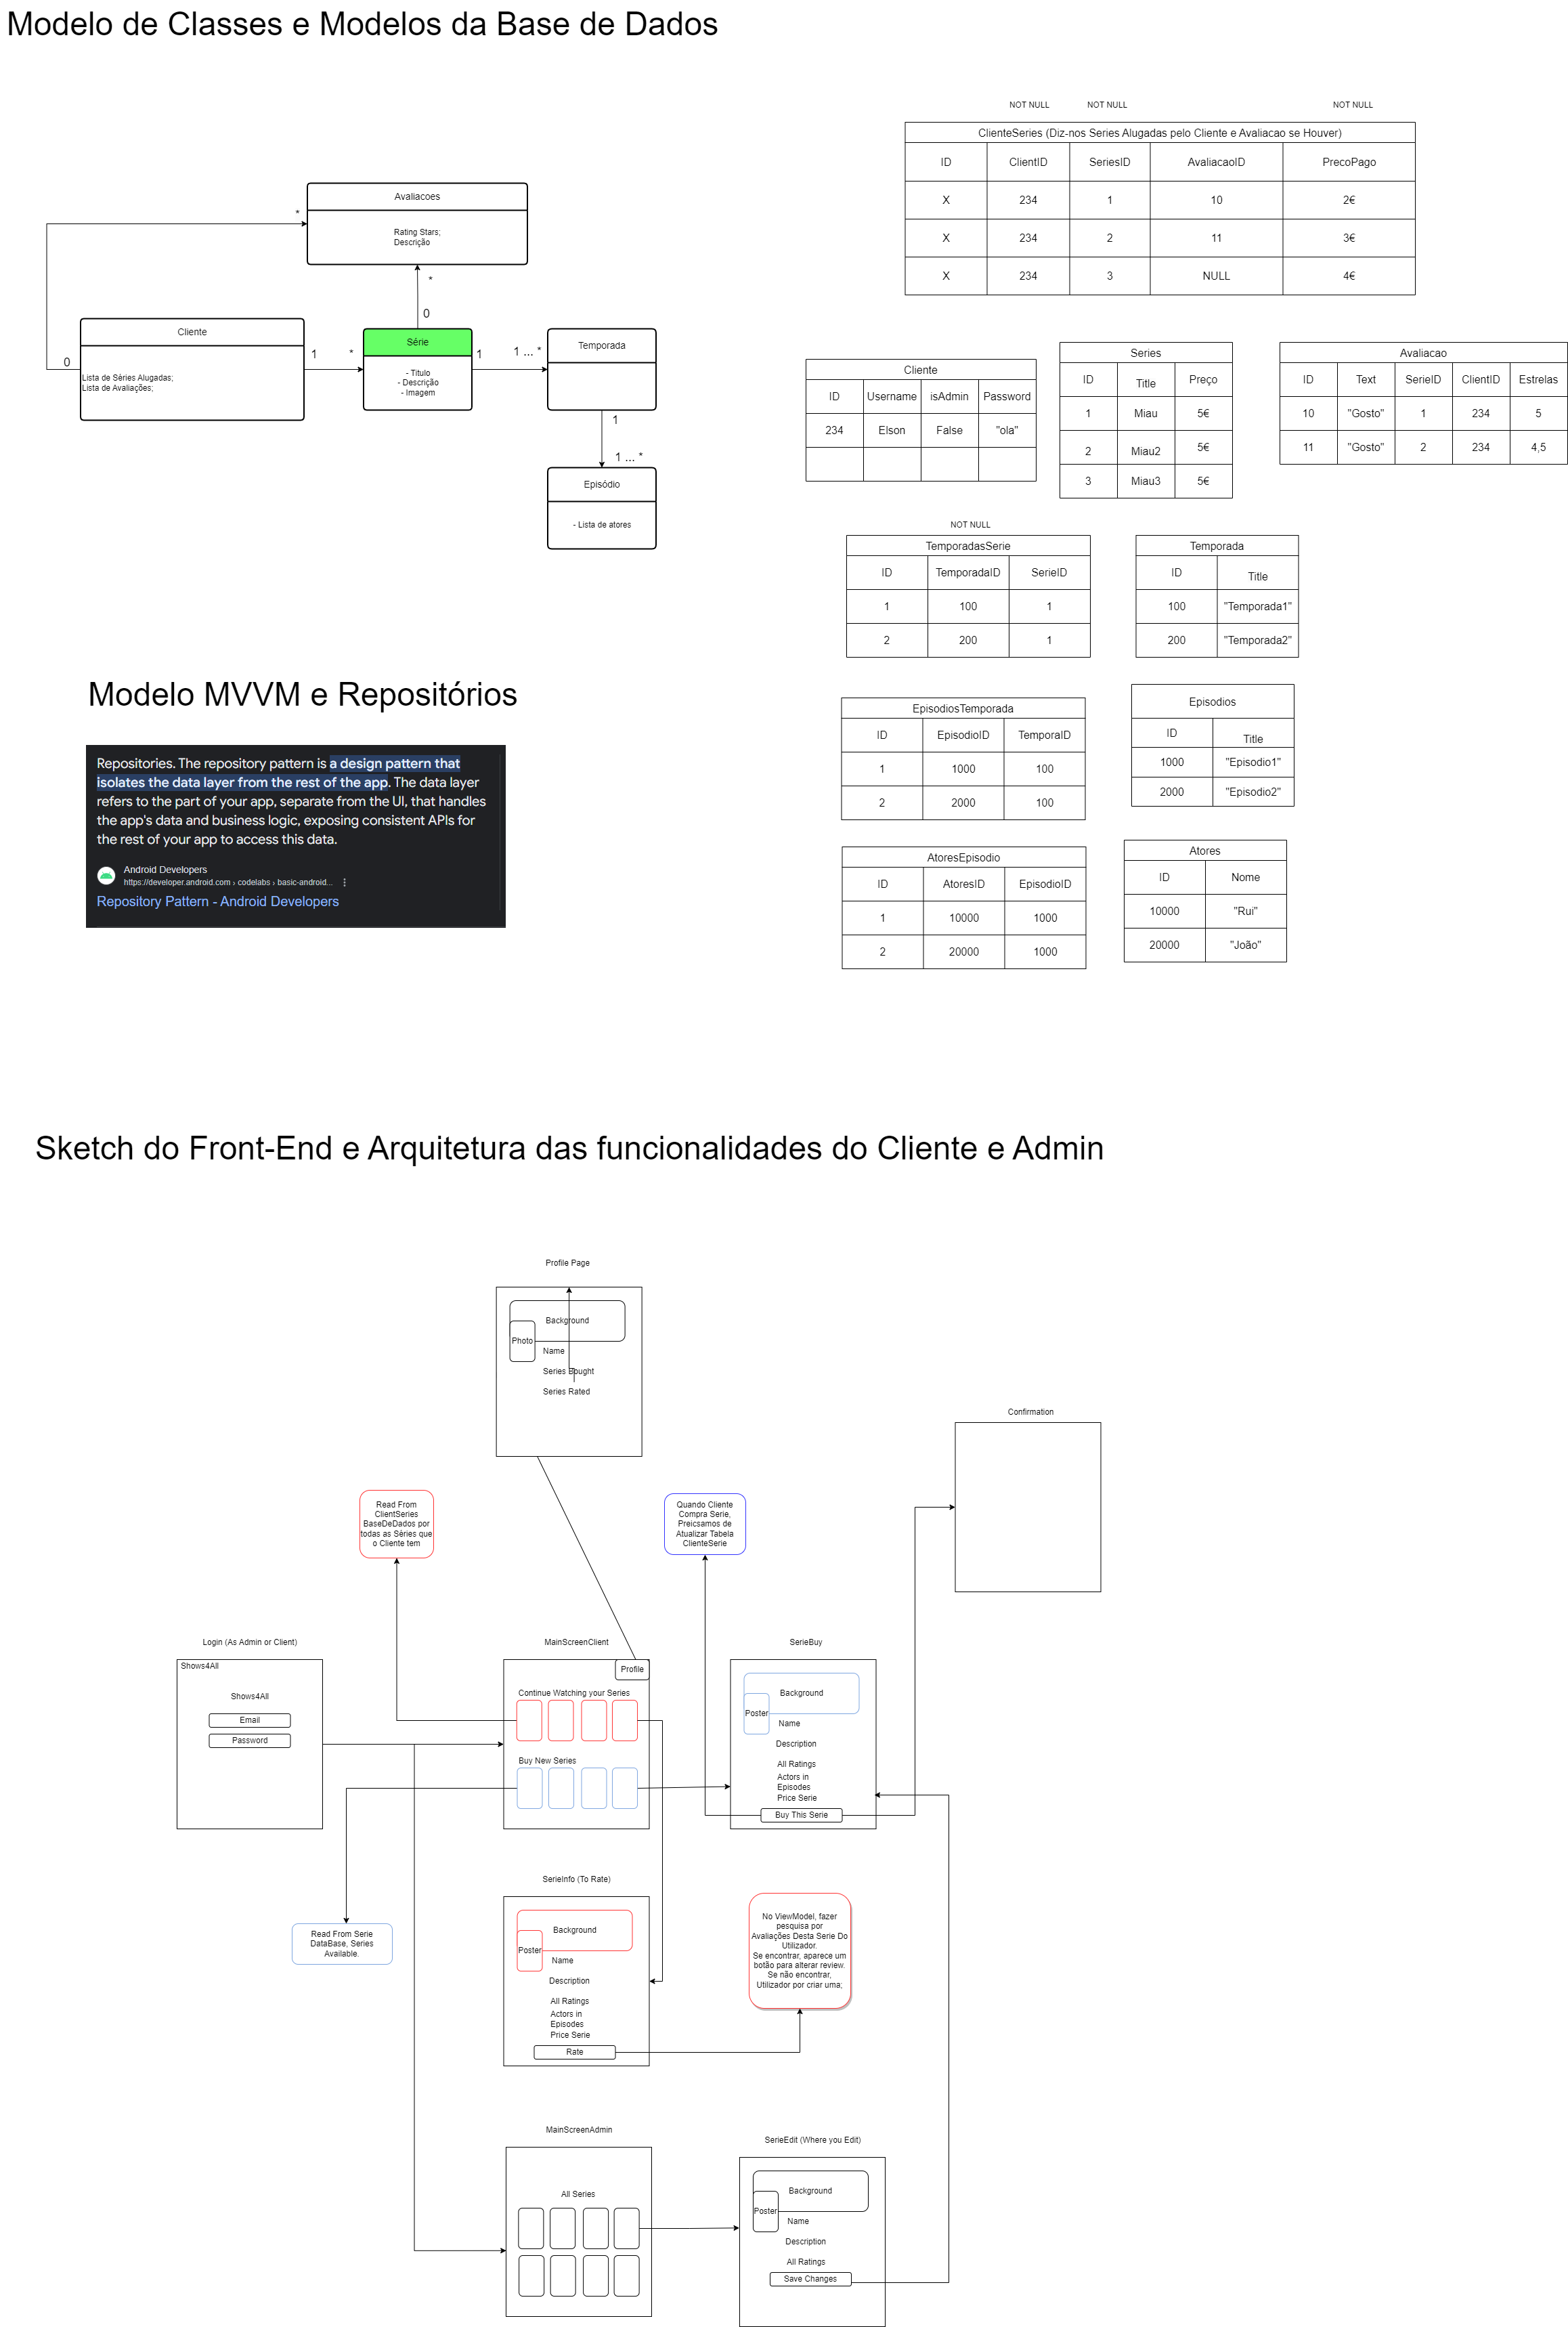 Modelo de Classes e Modelos da Base de Dados
NOT NULL NOT NULL NOT NULL
ClienteSeries (Diz-nos Series Alugadas pelo Cliente e Avaliacao se Houver)
ID ClientID SeriesID AvaliacaoID PrecoPago
X 234 1 10 2€
X 234 2 11 3€
X 234 3 NULL 4€
Avaliacoes
Rating Stars;
Descrição
*
*
0
Cliente
Lista de Séries Alugadas;
Lista de Avaliações;
0
1 *
Série
- Titulo
- Descrição
- Imagem
1 1 ... *
Temporada
1
1 ... *
Episódio
- Lista de atores
Cliente
ID Username isAdmin Password
234 Elson False "ola"
Series
ID Title Preço
1 Miau 5€
2 Miau2 5€
3 Miau3 5€
Avaliacao
ID Text SerieID ClientID Estrelas
10 "Gosto" 1 234 5
11 "Gosto" 2 234 4,5
NOT NULL
TemporadasSerie
ID TemporadaID SerieID
1 100 1
2 200 1
Temporada
ID Title
100 "Temporada1"
200 "Temporada2"
EpisodiosTemporada
ID EpisodioID TemporaID
1 1000 100
2 2000 100
Episodios
ID Title
1000 "Episodio1"
2000 "Episodio2"
AtoresEpisodio
ID AtoresID EpisodioID
1 10000 1000
2 20000 1000
Atores
ID Nome
10000 "Rui"
20000 "João"
Modelo MVVM e Repositórios
Repositories. The repository pattern is a design pattern that
isolates the data layer from the rest of the app. The data layer
refers to the part of your app, separate from the UI, that handles
the app's data and business logic, exposing consistent APIs for
the rest of your app to access this data.
Android Developers
https://developer.android.com › codelabs › basic-android...
Repository Pattern - Android Developers
Sketch do Front-End e Arquitetura das funcionalidades do Cliente e Admin
Profile Page
Background
Photo
Name
Series Bought
Series Rated
Confirmation
Read From
ClientSeries
BaseDeDados por
todas as Séries que
o Cliente tem
Quando Cliente
Compra Serie,
Preicsamos de
Atualizar Tabela
ClienteSerie
Login (As Admin or Client)
Shows4All
Shows4All
Email
Password
MainScreenClient
Profile
Continue Watching your Series
Buy New Series
SerieBuy
Background
Poster
Name
Description
All Ratings
Actors in
Episodes
Price Serie
Buy This Serie
Read From Serie
DataBase, Series
Available.
SerieInfo (To Rate)
Background
Poster
Name
Description
All Ratings
Actors in
Episodes
Price Serie
Rate
No ViewModel, fazer
pesquisa por
Avaliações Desta Serie Do
Utilizador.
Se encontrar, aparece um
botão para alterar review.
Se não encontrar,
Utilizador por criar uma;
MainScreenAdmin
All Series
SerieEdit (Where you Edit)
Background
Poster
Name
Description
All Ratings
Save Changes